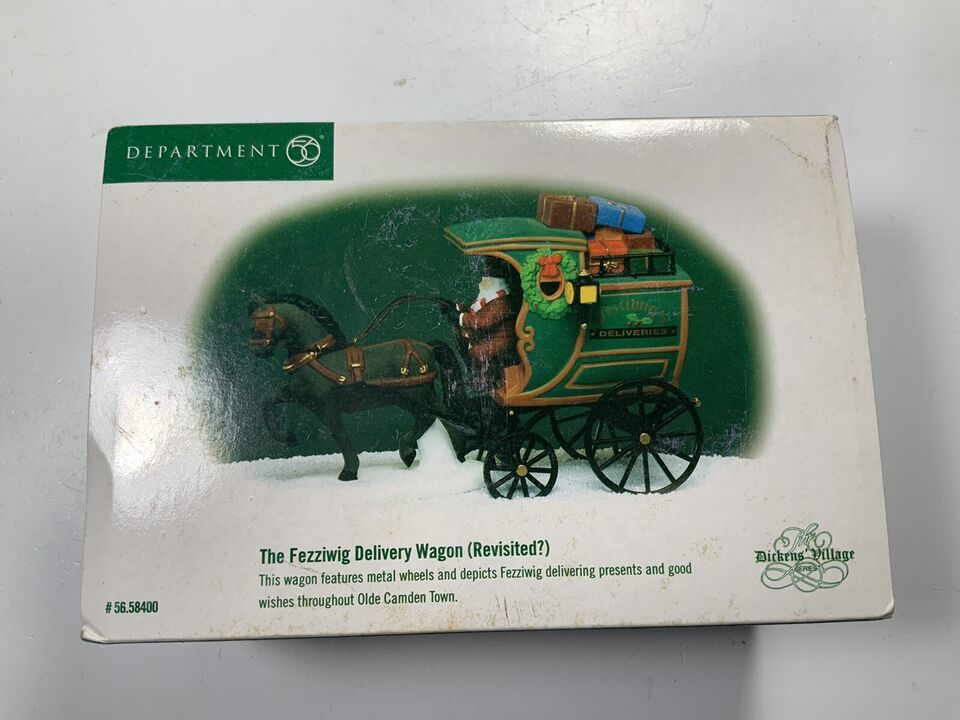 DEPARTMENT 56®
DELIVERIES
The Fezziwig Delivery Wagon (Revisited?)
This wagon features metal wheels and depicts Fezziwig delivering presents and good
wishes throughout Olde Camden Town.
# 56.58400
The
Dickens' Village
SERIES®